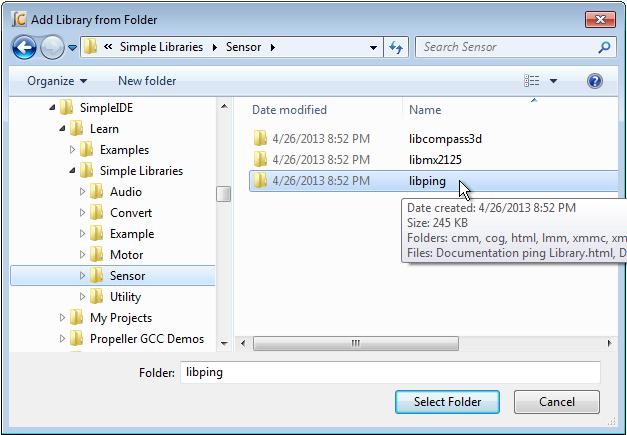 Add Library from Folder
« Simple Libraries Sensor Search Sensor
Organize New folder
SimpleIDE
Learn
Examples
Simple Libraries
Audio
Convert
Example
Motor
Sensor
Utility
My Projects
Propeller GCC Demos
Date modified Name
4/26/2013 8:52 PM libcompass3d
4/26/2013 8:52 PM libmx2125
4/26/2013 8:52 PM libping
Date created: 4/26/2013 8:52 PM
Size: 245 KB
Folders: cmm, cog, html, lmm, xmmc, xm
Files: Documentation ping Library.html, D
Folder: libping
Select Folder Cancel